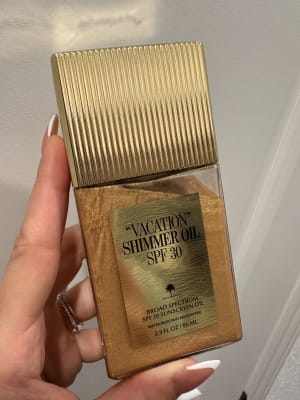 "VACATION"
SHIMMER OIL
SPF 30
BROAD SPECTRUM
SPF 30 SUNSCREEN OIL
2.9 FL OZ / 86 ML